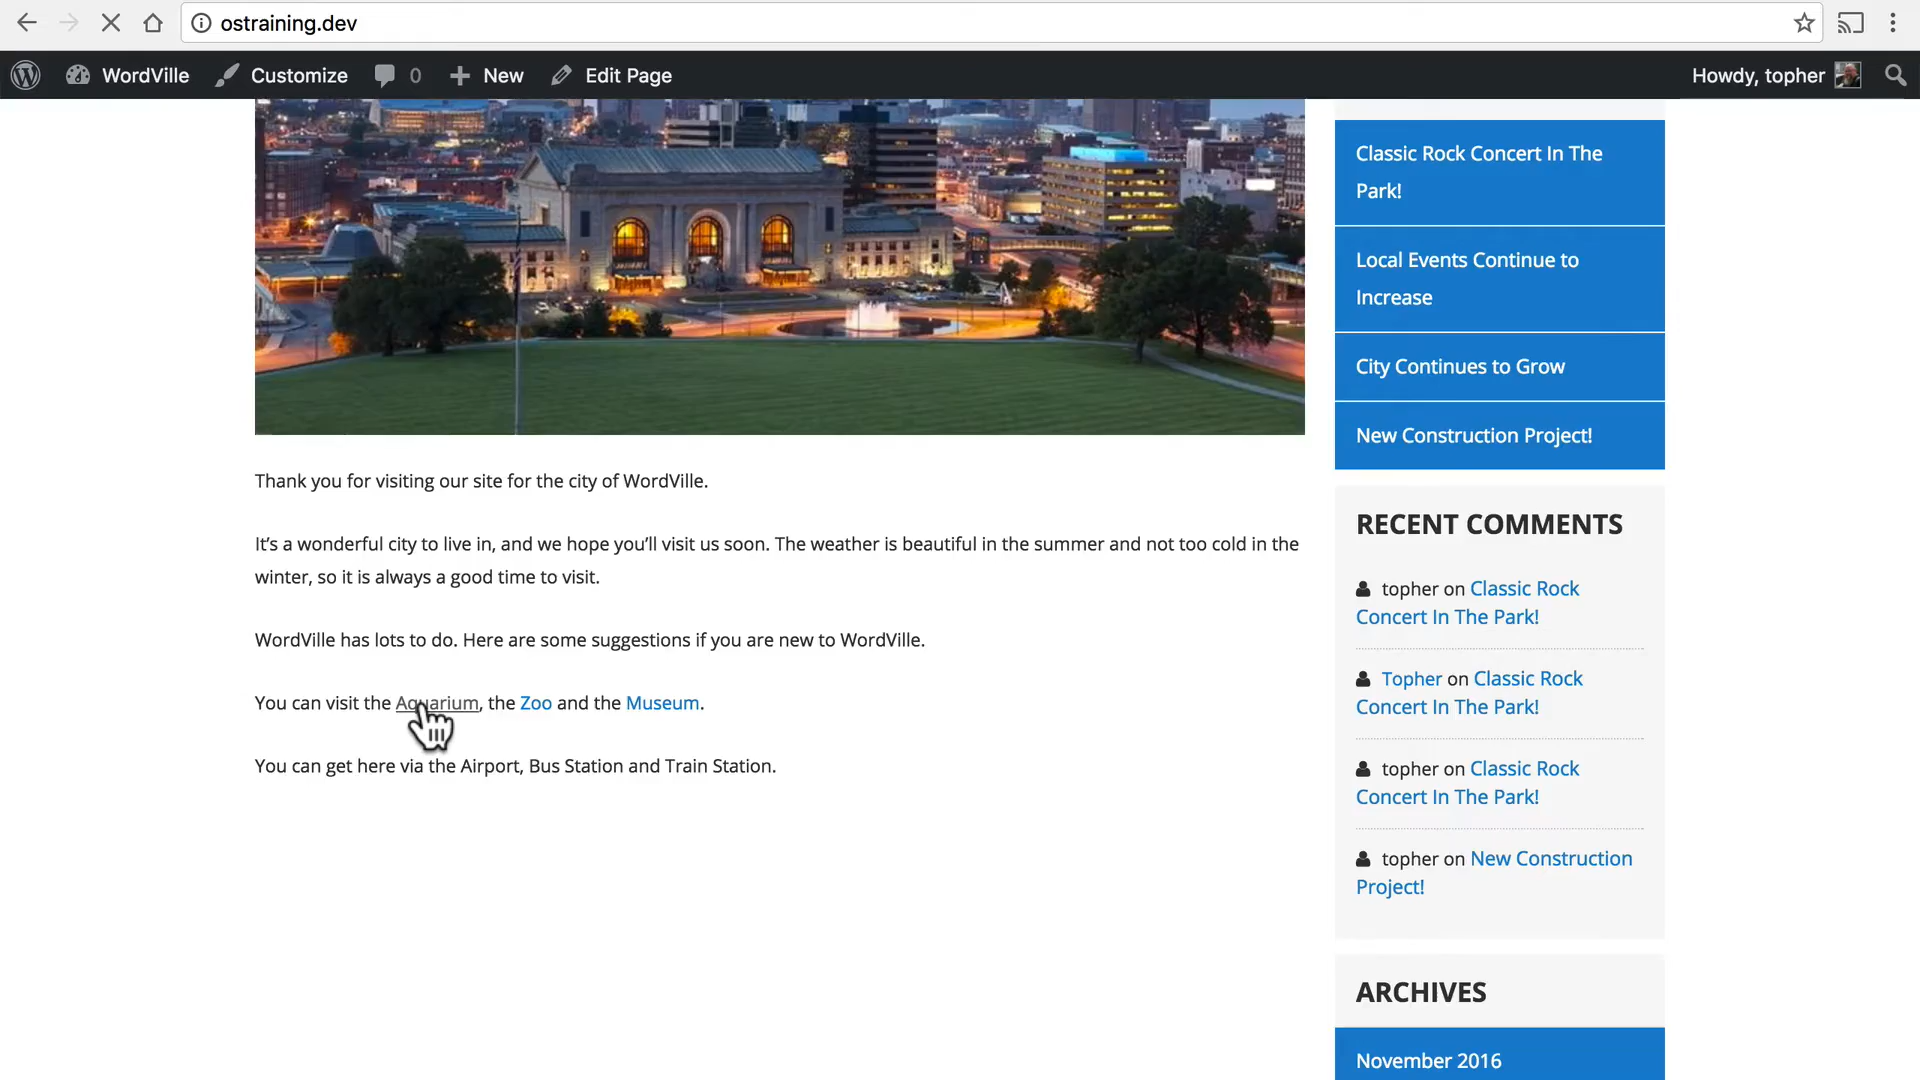 ostraining.dev
WordVille Customize 0 New Edit Page Howdy, topher
Classic Rock Concert In The
Park!
Local Events Continue to
Increase
City Continues to Grow
New Construction Project!
Thank you for visiting our site for the city of WordVille.
It's a wonderful city to live in, and we hope you'll visit us soon. The weather is beautiful in the summer and not too cold in the
winter, so it is always a good time to visit.
WordVille has lots to do. Here are some suggestions if you are new to WordVille.
You can visit the Aquarium, the Zoo and the Museum.
You can get here via the Airport, Bus Station and Train Station.
RECENT COMMENTS
topher on Classic Rock
Concert In The Park!
Topher on Classic Rock
Concert In The Park!
topher on Classic Rock
Concert In The Park!
topher on New Construction
Project!
ARCHIVES
November 2016